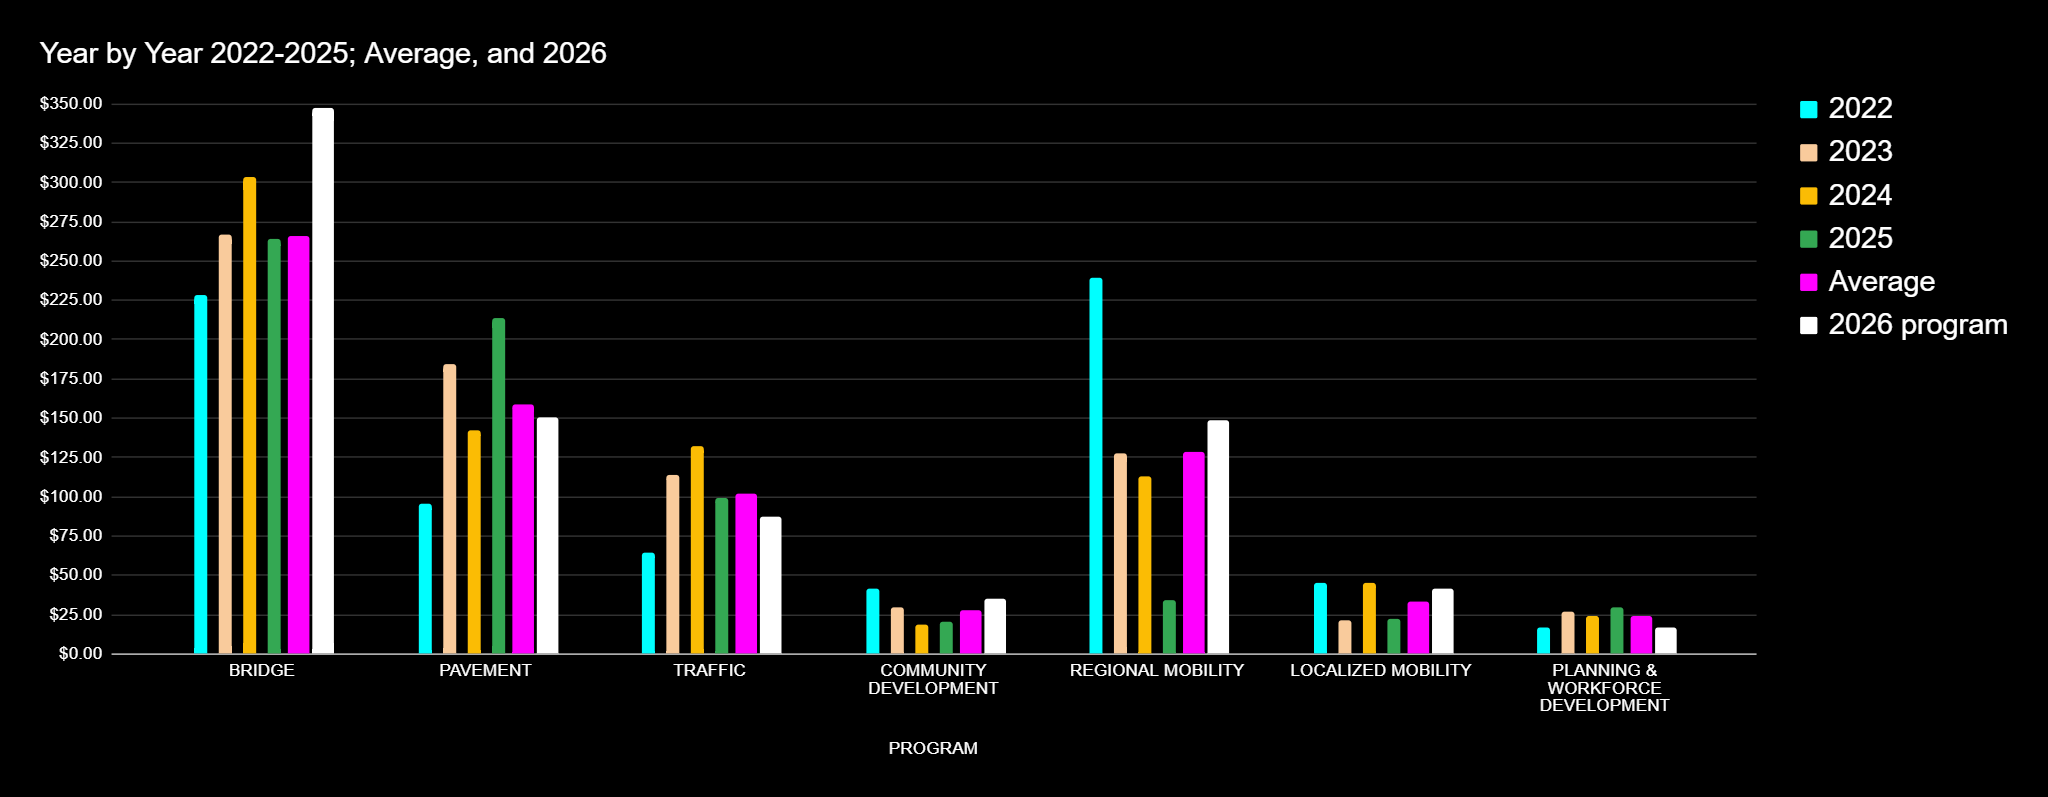 Year by Year 2022-2025; Average, and 2026
$350.00
$325.00
$300.00
$275.00
$250.00
$225.00
$200.00
$175.00
$150.00
$125.00
$100.00
$75.00
$50.00
$25.00
$0.00
BRIDGE
PAVEMENT
TRAFFIC
COMMUNITY
DEVELOPMENT
REGIONAL MOBILITY
LOCALIZED MOBILITY
PLANNING &
WORKFORCE
DEVELOPMENT
PROGRAM
2022
2023
2024
2025
Average
2026 program